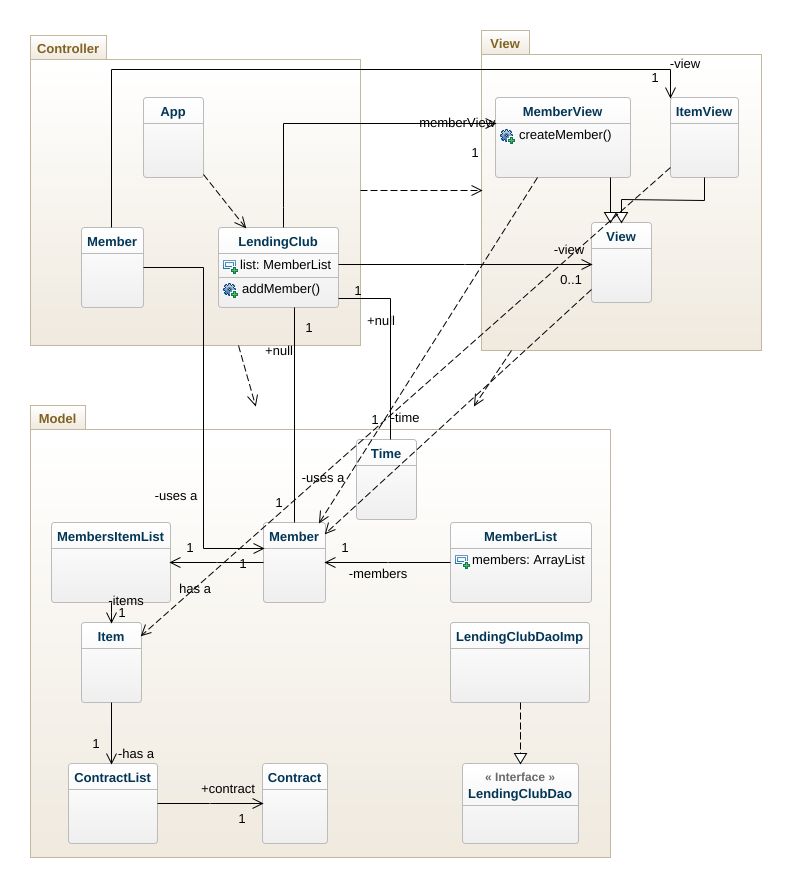 Controller
View
-view
1
App
MemberView
createMember()
ItemView
memberView
1
Member
LendingClub
list: MemberList
addMember()
View
-view
0..1
1
1
+null
+null
Model
1
-time
Time
-uses a
-uses a
1
MembersItemList
Member
MemberList
members: ArrayList
1
1
1
-members
has a
-items
1
Item
LendingClubDaoImp
1
-has a
ContractList
Contract
+contract
1
« Interface »
LendingClubDao